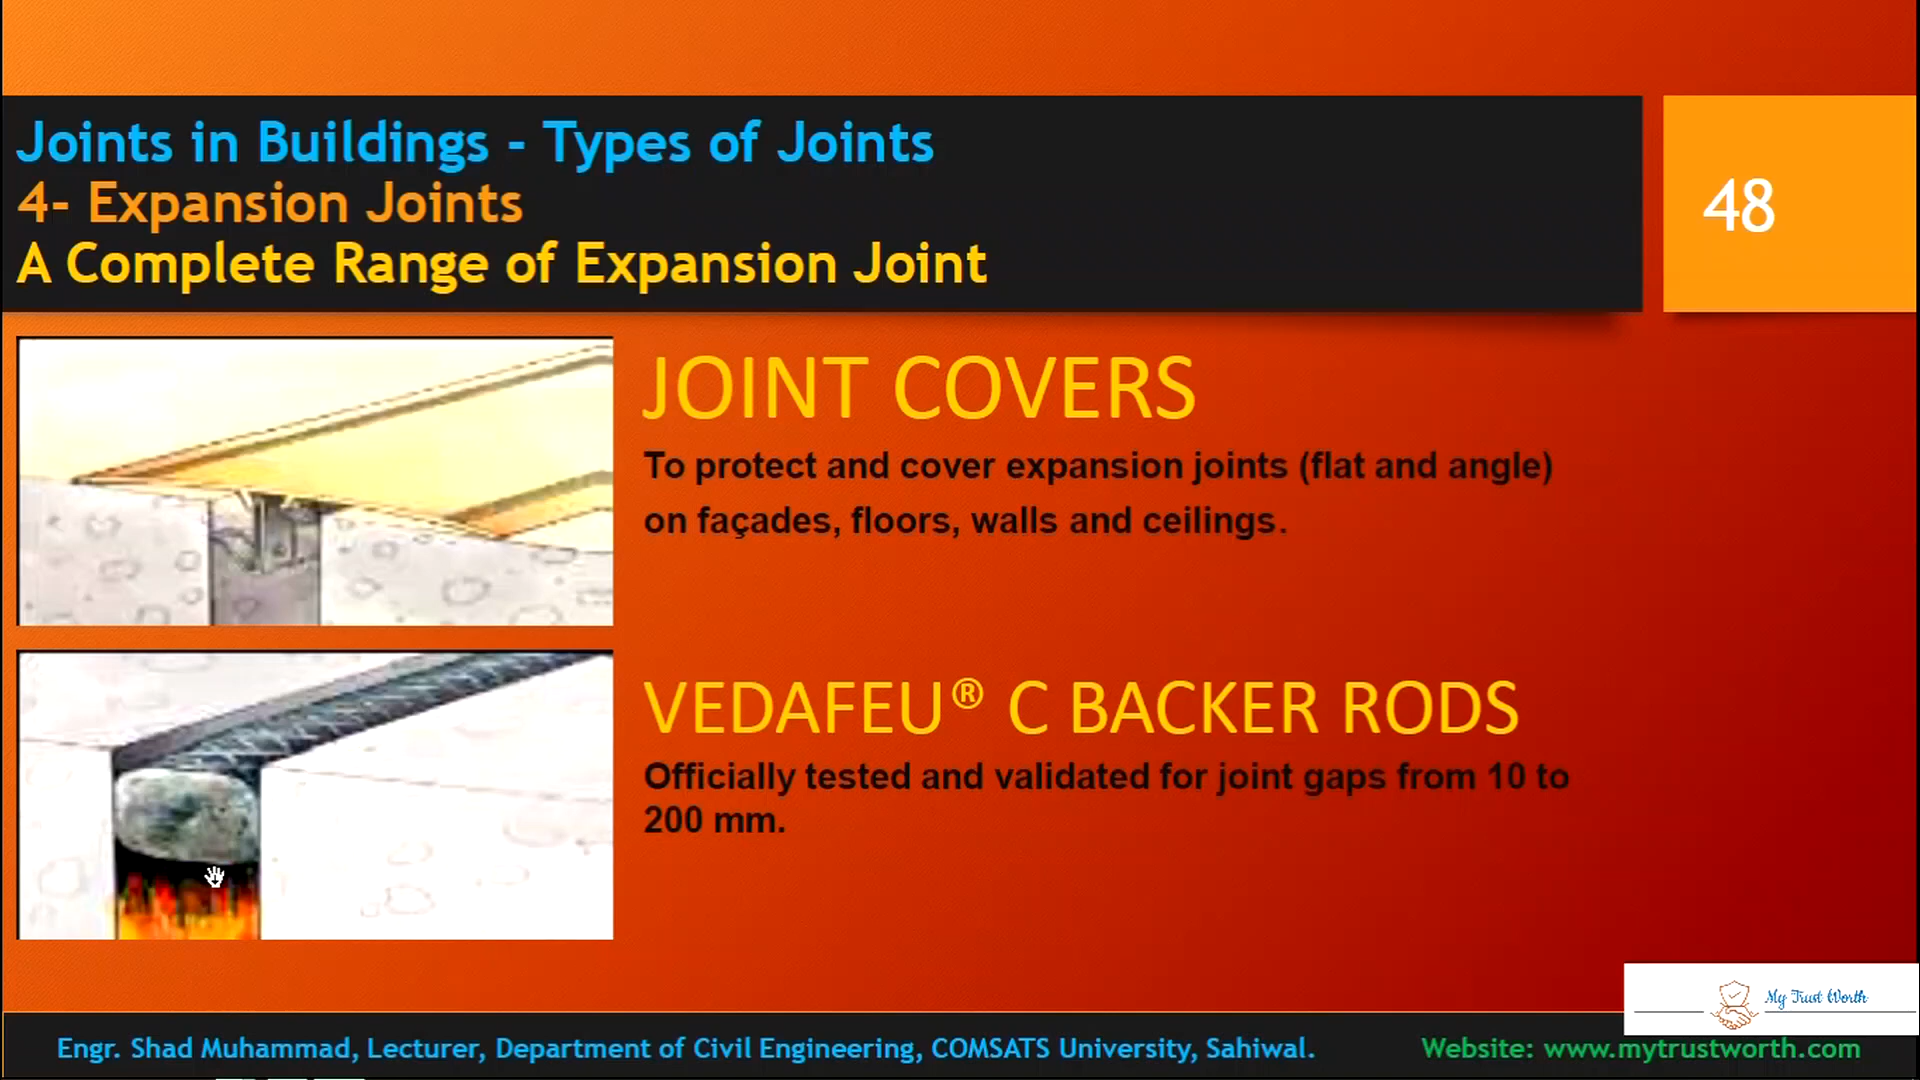 Joints in Buildings - Types of Joints
4- Expansion Joints
A Complete Range of Expansion Joint
48
JOINT COVERS
To protect and cover expansion joints (flat and angle)
on façades, floors, walls and ceilings.
VEDAFEU® C BACKER RODS
Officially tested and validated for joint gaps from 10 to
200 mm.
My Trust Worth
Engr. Shad Muhammad, Lecturer, Department of Civil Engineering, COMSATS University, Sahiwal.
Website: www.mytrustworth.com